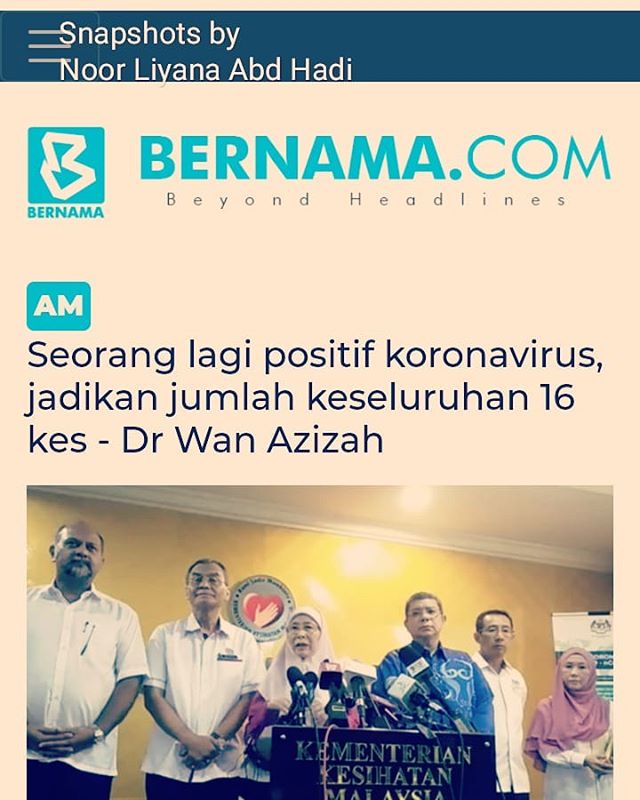 Snapshots by
Noor Liyana Abd Hadi
BERNAMA
BERNAMA.COM
Beyond Headlines
AM
Seorang lagi positif koronavirus,
jadikan jumlah keseluruhan 16
kes - Dr Wan Azizah
KEMENTERIAN
KESIHATAN
MALAYSIA